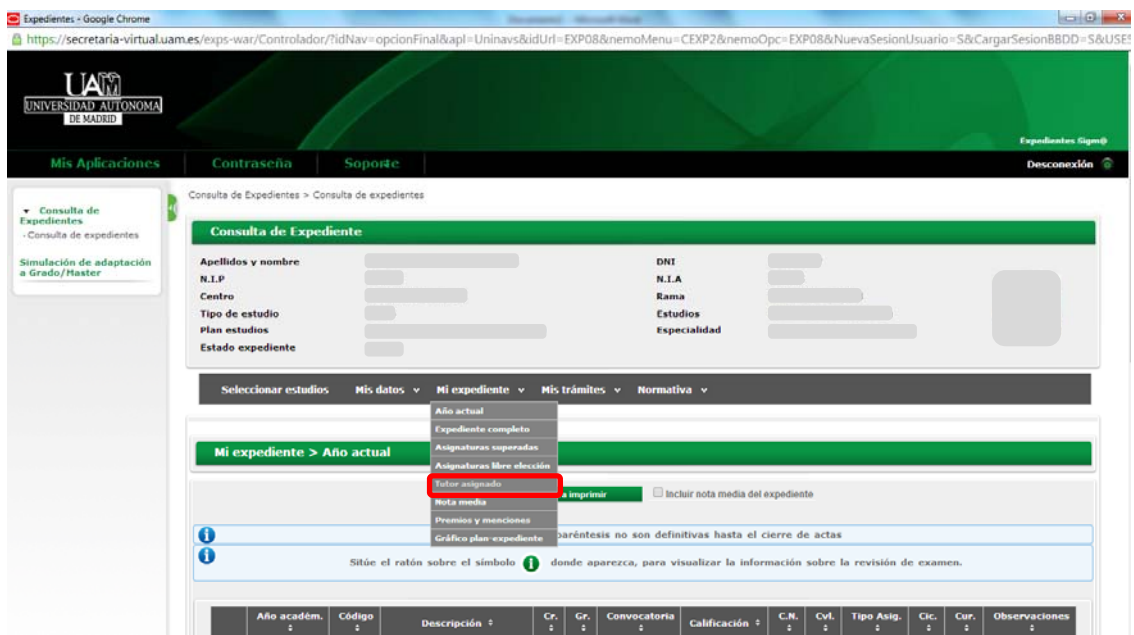 Expedientes - Google Chrome
https://secretaria-virtual.uam.es/exps-war/Controlador/?idNav=opcionFinal&apl=Uninavs&idUrl=EXP08&nemoMenu=CEXP2&nemoOpc=EXP08&NuevaSesionUsuario=S&CargarSesionBBDD=S&USES
UAM
UNIVERSIDAD AUTONOMA
DE MADRID
Expedientes Sigm@
Mis Aplicaciones Contraseña Soporte Desconexión
Consulta de Expedientes > Consulta de expedientes
Consulta de
Expedientes
- Consulta de expedientes
Simulación de adaptación
a Grado/Master
Consulta de Expediente
Apellidos y nombre DNI
N.I.P N.I.A
Centro Rama
Tipo de estudio Estudios
Plan estudios Especialidad
Estado expediente
Seleccionar estudios Mis datos Mi expediente Mis trámites Normativa
Año actual
Expediente completo
Asignaturas superadas
Mi expediente > Año actual
Asignaturas libre elección
Tutor asignado
a imprimir Incluir nota media del expediente
Nota media
Premios y menciones
Gráfico plan-expediente
paréntesis no son definitivas hasta el cierre de actas
Sitúe el ratón sobre el símbolo i donde aparezca, para visualizar la información sobre la revisión de examen.
Año academ. Código Descripción Cr. Gr. Convocatoria Calificación C.N. Cvl. Tipo Asig. Cic. Cur. Observaciones